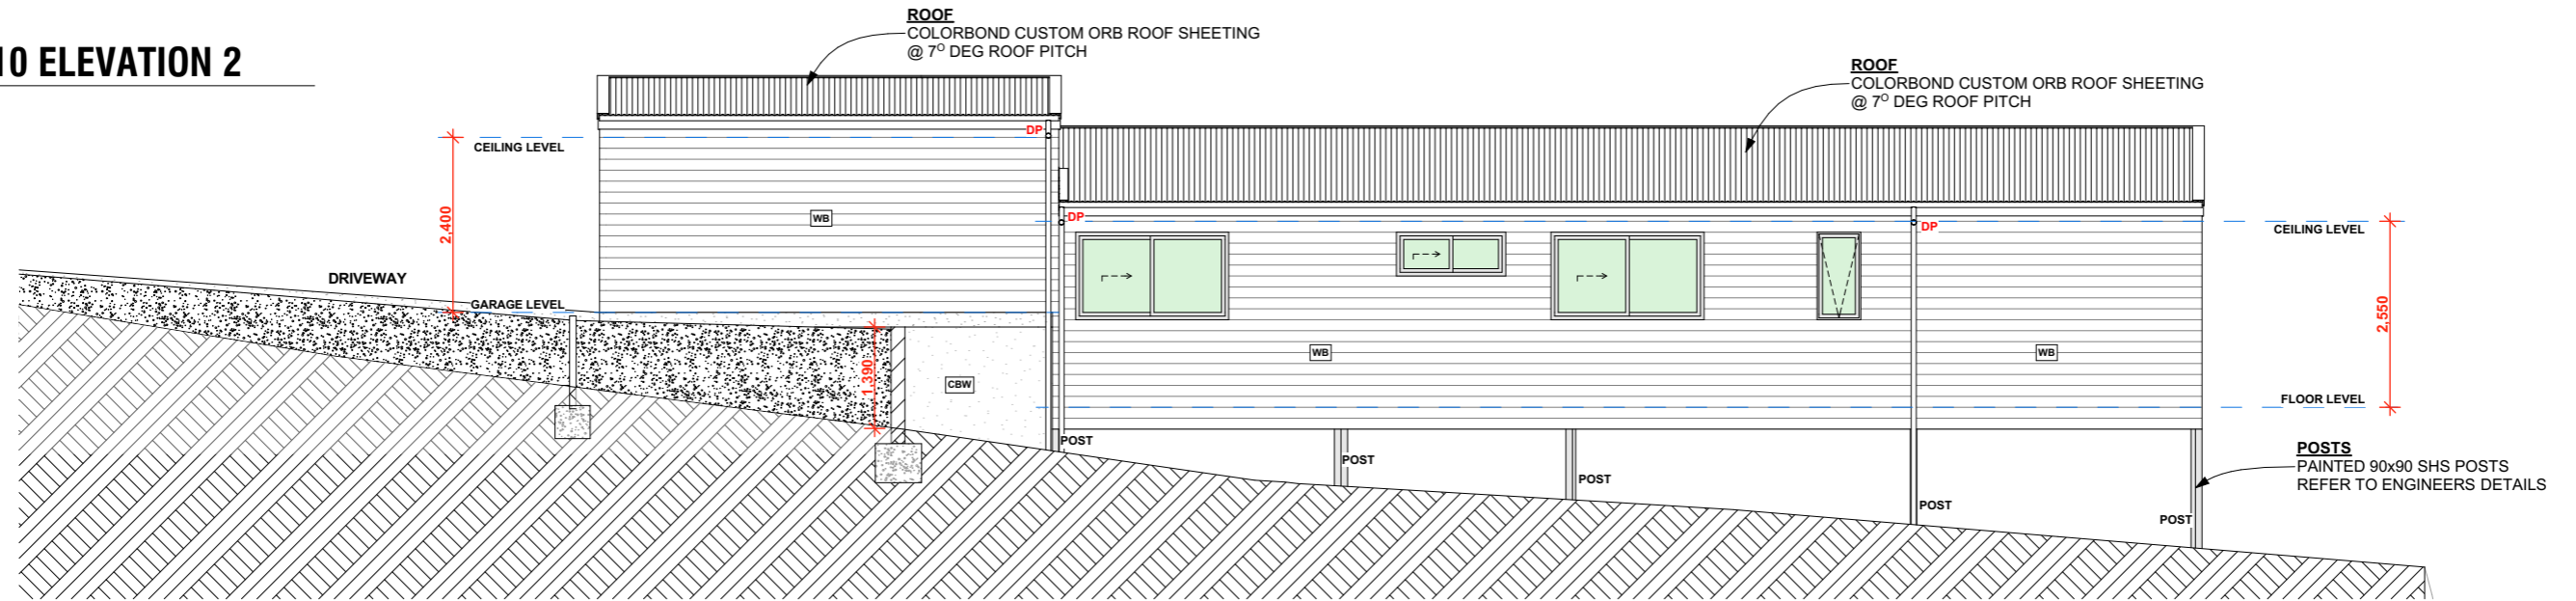 10 ELEVATION 2
ROOF
COLORBOND CUSTOM ORB ROOF SHEETING
@ 7° DEG ROOF PITCH
ROOF
COLORBOND CUSTOM ORB ROOF SHEETING
@ 7° DEG ROOF PITCH
CEILING LEVEL
DP
2,400
WB
DP
DP
CEILING LEVEL
DRIVEWAY
GARAGE LEVEL
2,550
WB
WB
1,390
CBW
FLOOR LEVEL
POST
POST
POST
POST
POST
POSTS
PAINTED 90x90 SHS POSTS
REFER TO ENGINEERS DETAILS